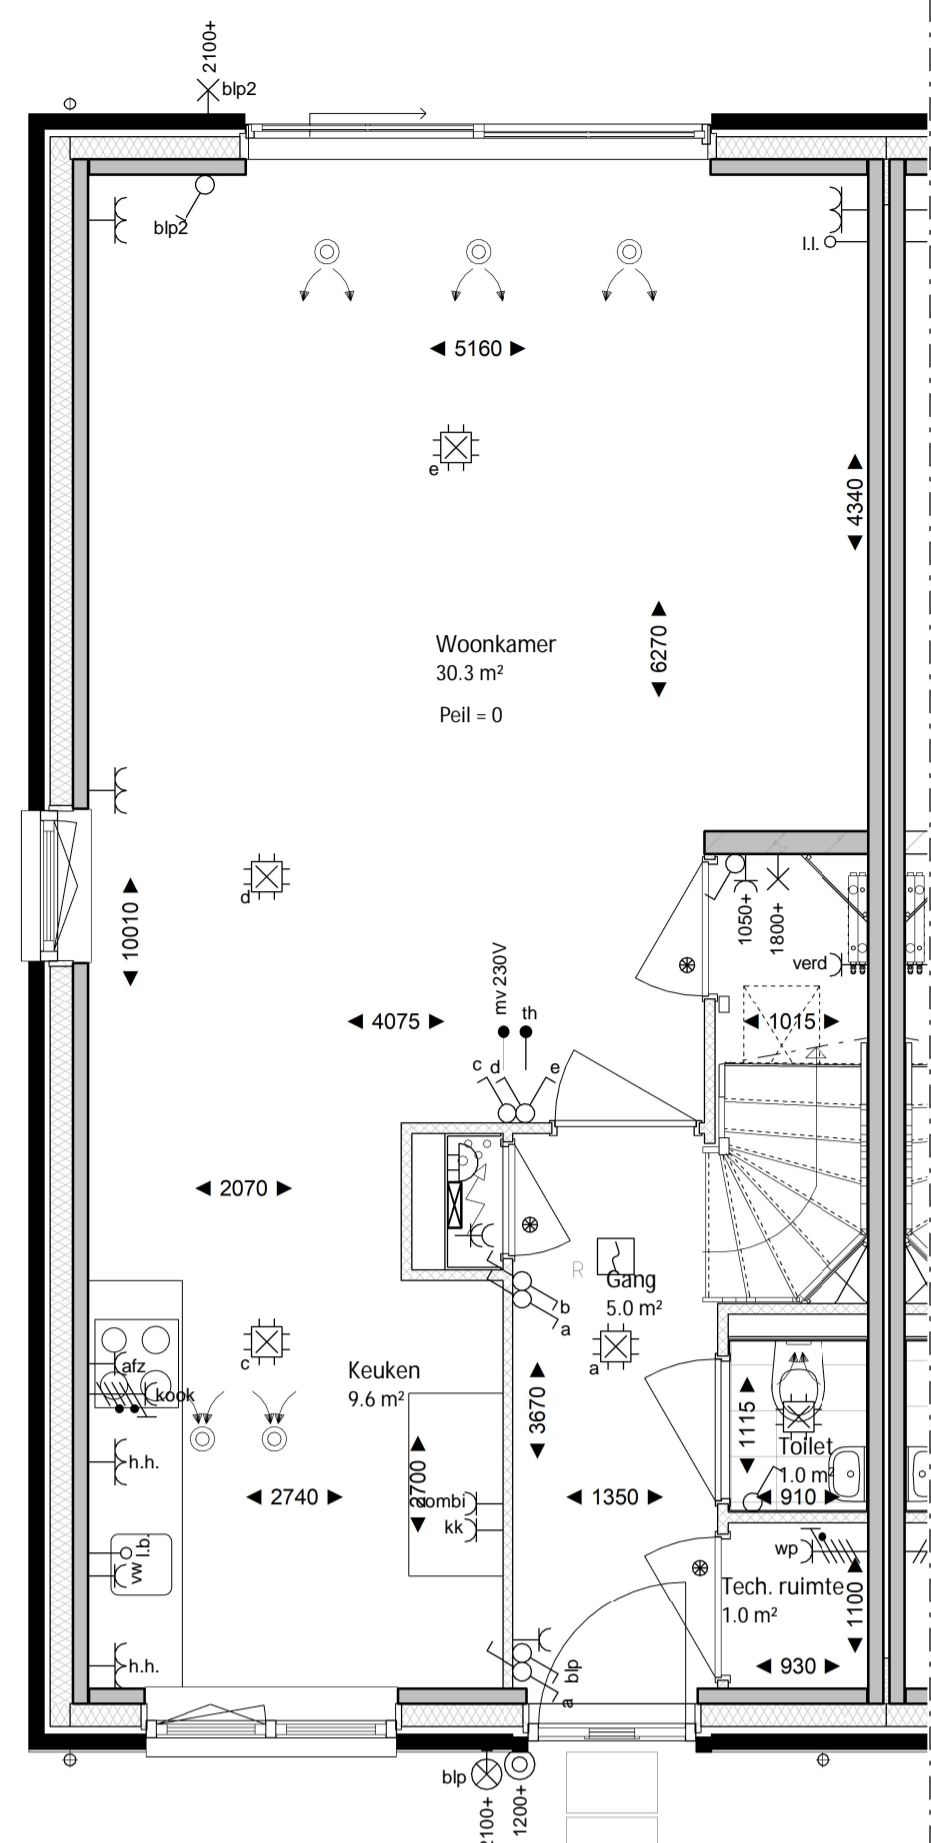 2100+
blp2
blp2
l.l.
5160
e
4340
Woonkamer
30.3 m²
6270
Peil = 0
d
10010
1050+
1800+
verd
mv 230V
4075
th
1015
c
d
e
2070
R
Gang
5.0 m²
b
a
c
Keuken
9.6 m²
a
afz
kook
3670
1115
Toilet
1.0 m²
h.h.
2740
2700
1350
910
combi
kk
l.b.
vw
wp
Tech. ruimte
1.0 m²
1100
h.h.
blp
a
930
blp
2100+
1200+